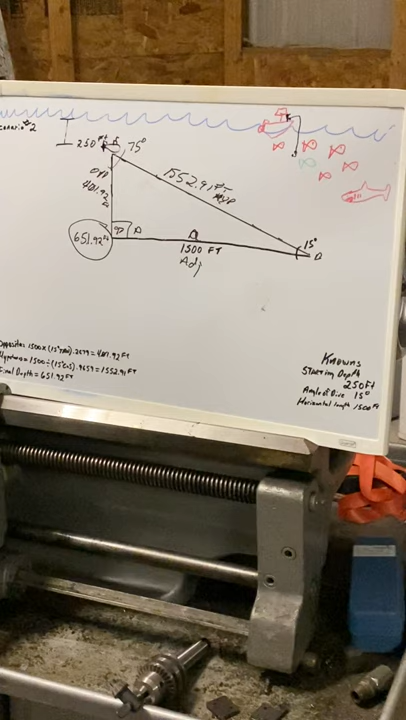 #2
250 FT
75°
OPP
401.92
1552.91 FT
HYP
651.92 FT
90
A
15°
B
1500 FT
Adj
Opposite: 1500 x (15° TAN) .2679 = 401.92 FT
= 1500 ÷ (15° COS) .9659 = 1552.91 FT
Final Depth = 651.92 FT
KNOWNS
STARTING Depth
250 Ft
Angle of Dive 15°
Horizontal length 1500 Ft